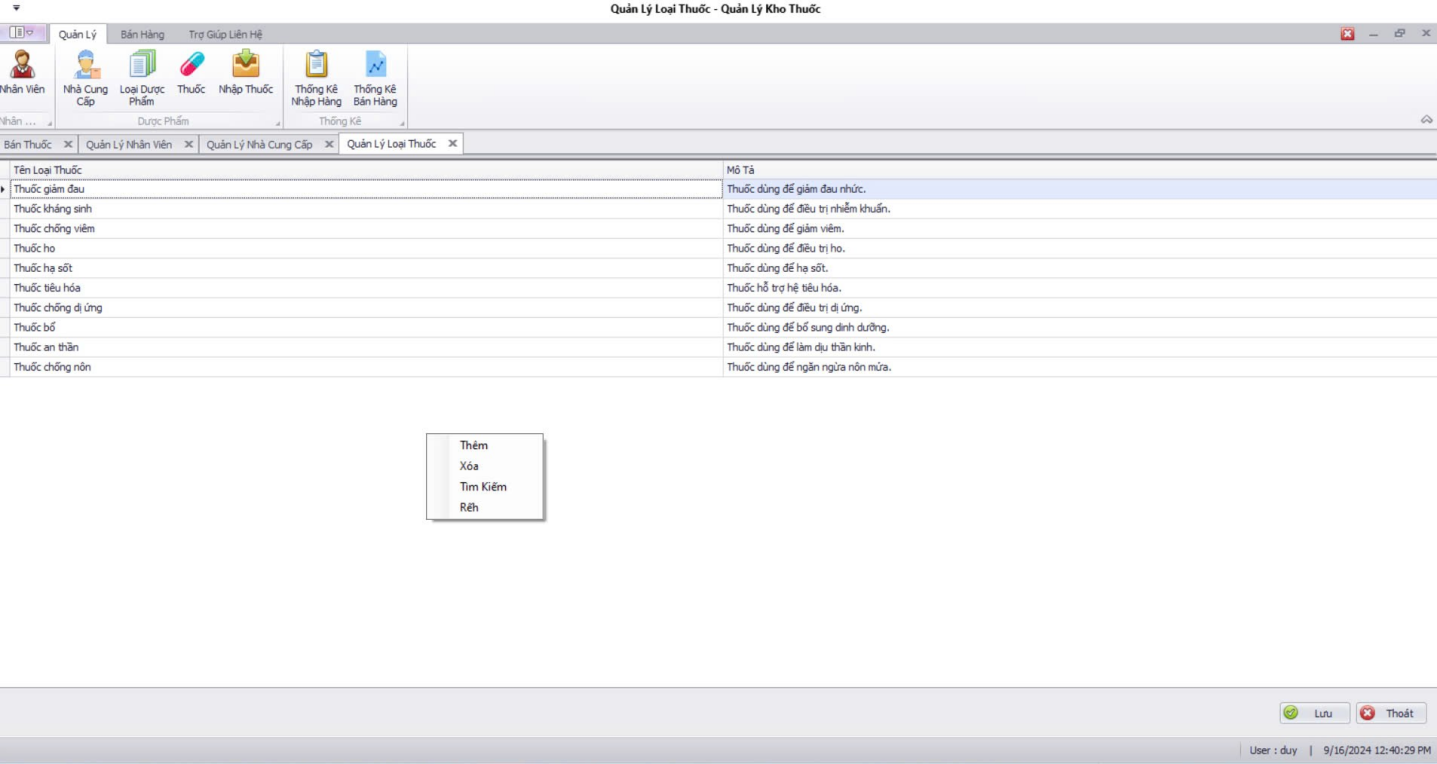 Quản Lý Loại Thuốc - Quản Lý Kho Thuốc
Quản Lý Bán Hàng Trợ Giúp Liên Hệ
Nhân Viên
Nhà Cung Cấp
Loại Dược Phẩm
Thuốc
Nhập Thuốc
Thống Kê Nhập Hàng
Thống Kê Bán Hàng
Nhân ... Dược Phẩm Thống Kê
Bán Thuốc Quản Lý Nhân Viên Quản Lý Nhà Cung Cấp Quản Lý Loại Thuốc
Tên Loại Thuốc Mô Tả
Thuốc giảm đau Thuốc dùng để giảm đau nhức.
Thuốc kháng sinh Thuốc dùng để điều trị nhiễm khuẩn.
Thuốc chống viêm Thuốc dùng để giảm viêm.
Thuốc ho Thuốc dùng để điều trị ho.
Thuốc hạ sốt Thuốc dùng để hạ sốt.
Thuốc tiêu hóa Thuốc hỗ trợ hệ tiêu hóa.
Thuốc chống dị ứng Thuốc dùng để điều trị dị ứng.
Thuốc bổ Thuốc dùng để bổ sung dinh dưỡng.
Thuốc an thần Thuốc dùng để làm dịu thần kinh.
Thuốc chống nôn Thuốc dùng để ngăn ngừa nôn mửa.
Thêm
Xóa
Tìm Kiếm
Rếh
Lưu Thoát
User : duy | 9/16/2024 12:40:29 PM